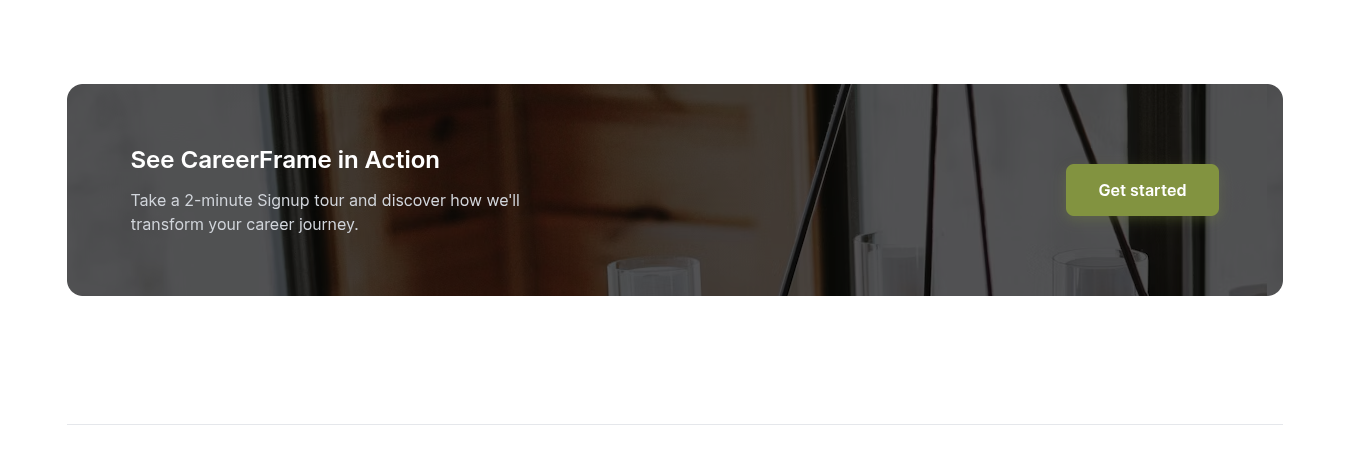 See CareerFrame in Action
Take a 2-minute Signup tour and discover how we'll
transform your career journey.
Get started